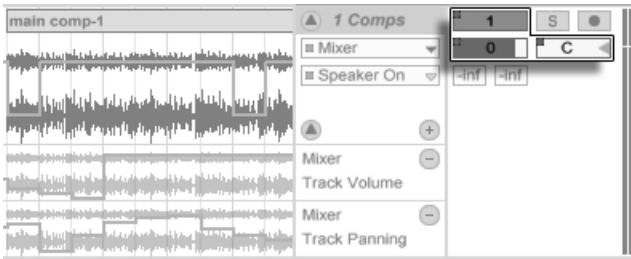 main comp-1
1 Comps
1
S
Mixer
0
C
Speaker On
-Inf
-Inf
Mixer
Track Volume
Mixer
Track Panning